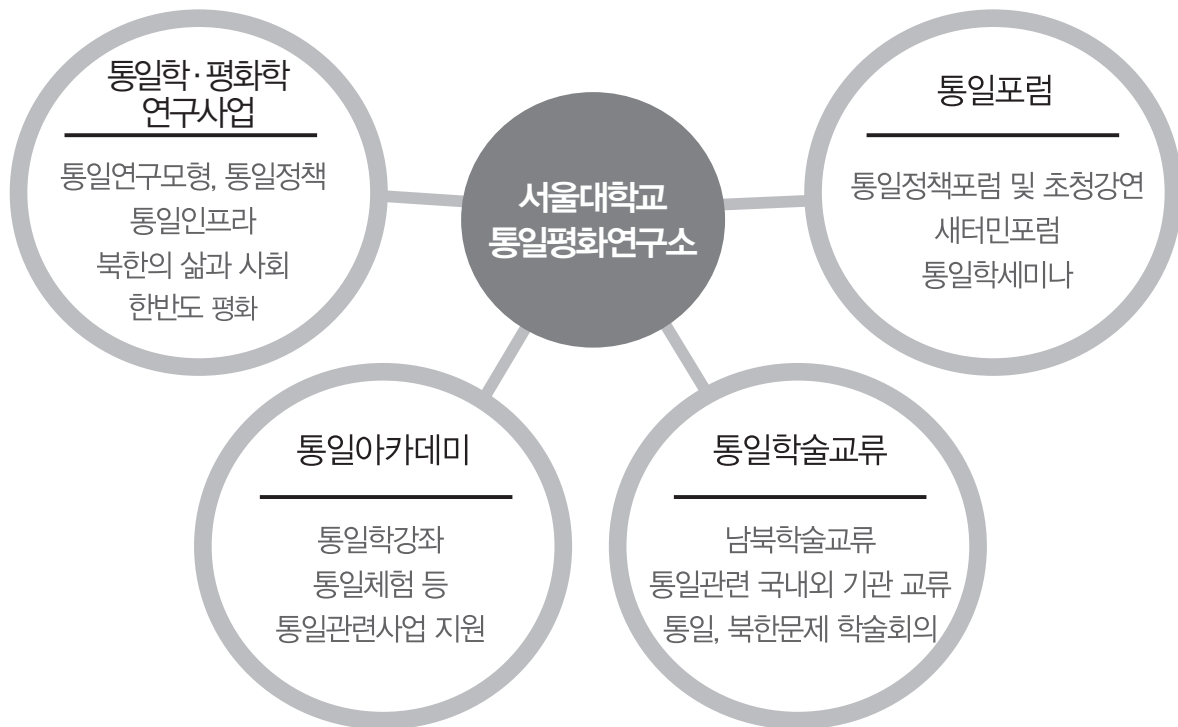 통일학·평화학
연구사업
통일연구모형, 통일정책
통일인프라
북한의 삶과 사회
한반도 평화
서울대학교
통일평화연구소
통일포럼
통일정책포럼 및 초청강연
새터민포럼
통일학세미나
통일아카데미
통일학강좌
통일체험 등
통일관련사업 지원
통일학술교류
남북학술교류
통일관련 국내외 기관 교류
통일, 북한문제 학술회의